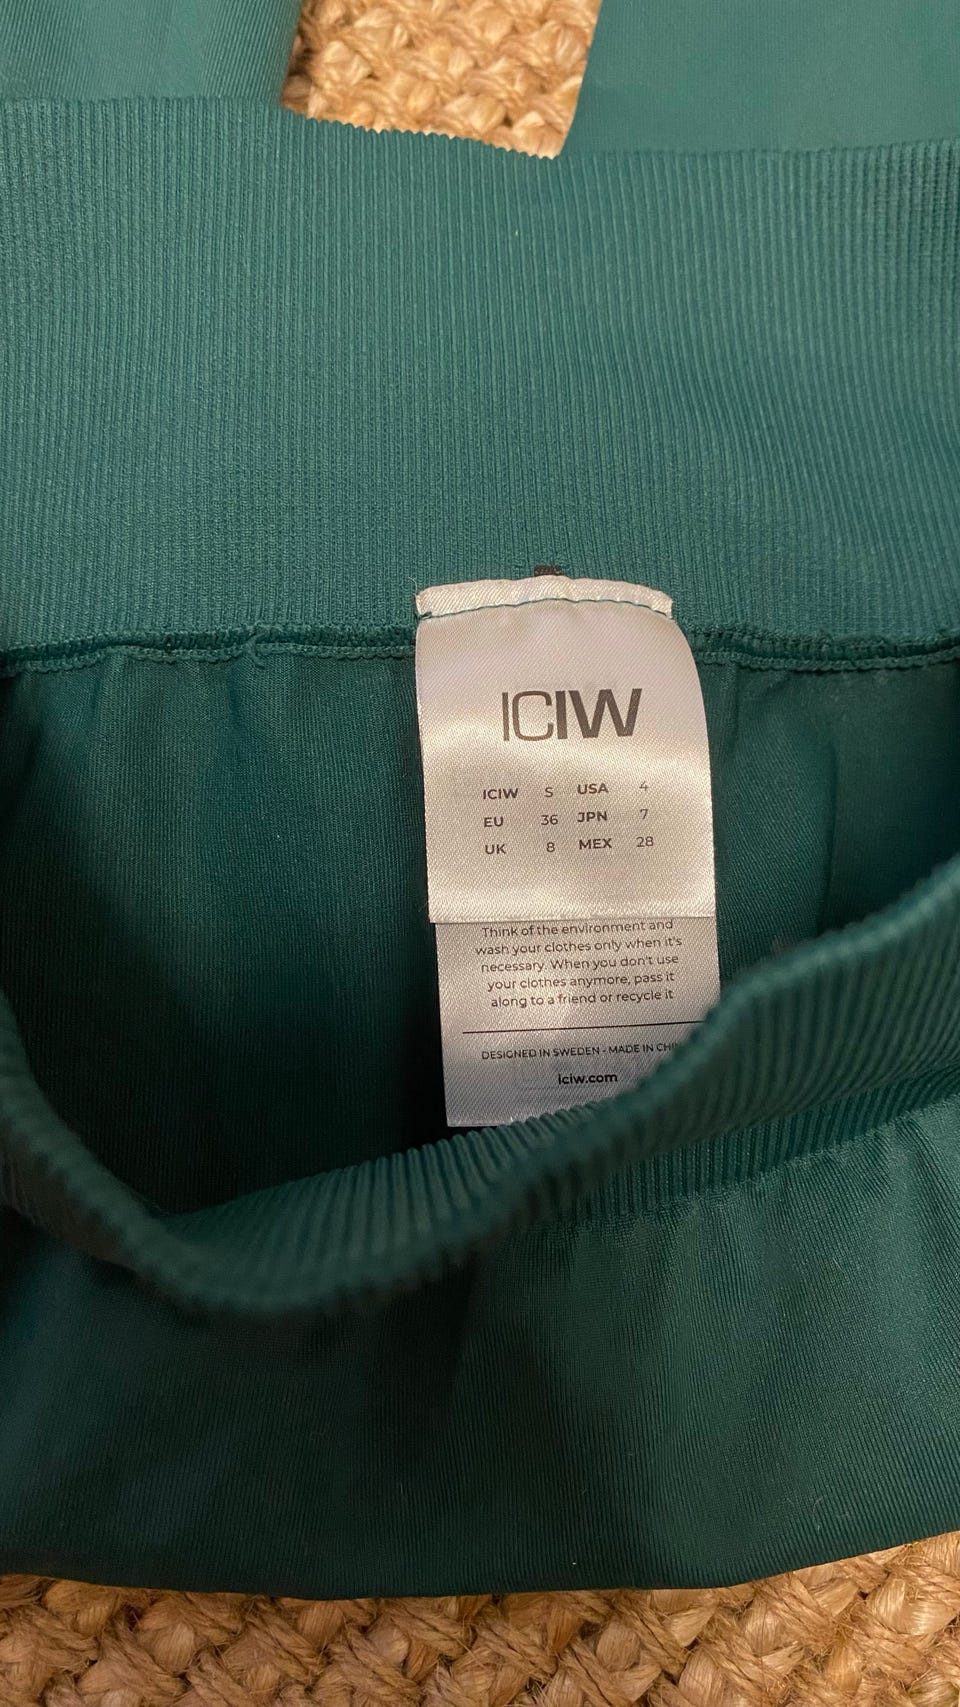 ICIW
ICIW S USA 4
EU 36 JPN 7
UK 8 MEX 28
Think of the environment and
wash your clothes only when it's
necessary. When you don't use
your clothes anymore, pass it
along to a friend or recycle it
DESIGNED IN SWEDEN - MADE IN
iciw.com